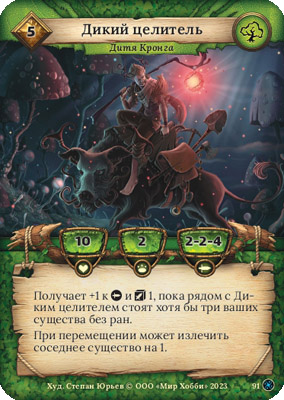 5
Дикий целитель
Дитя Кронга
10
2
2-2-4
Получает +1 к и 1, пока рядом с Ди-
ким целителем стоят хотя бы три ваших
существа без ран.
При перемещении может излечить
соседнее существо на 1.
Худ. Степан Юрьев © ООО «Мир Хобби» 2023
91